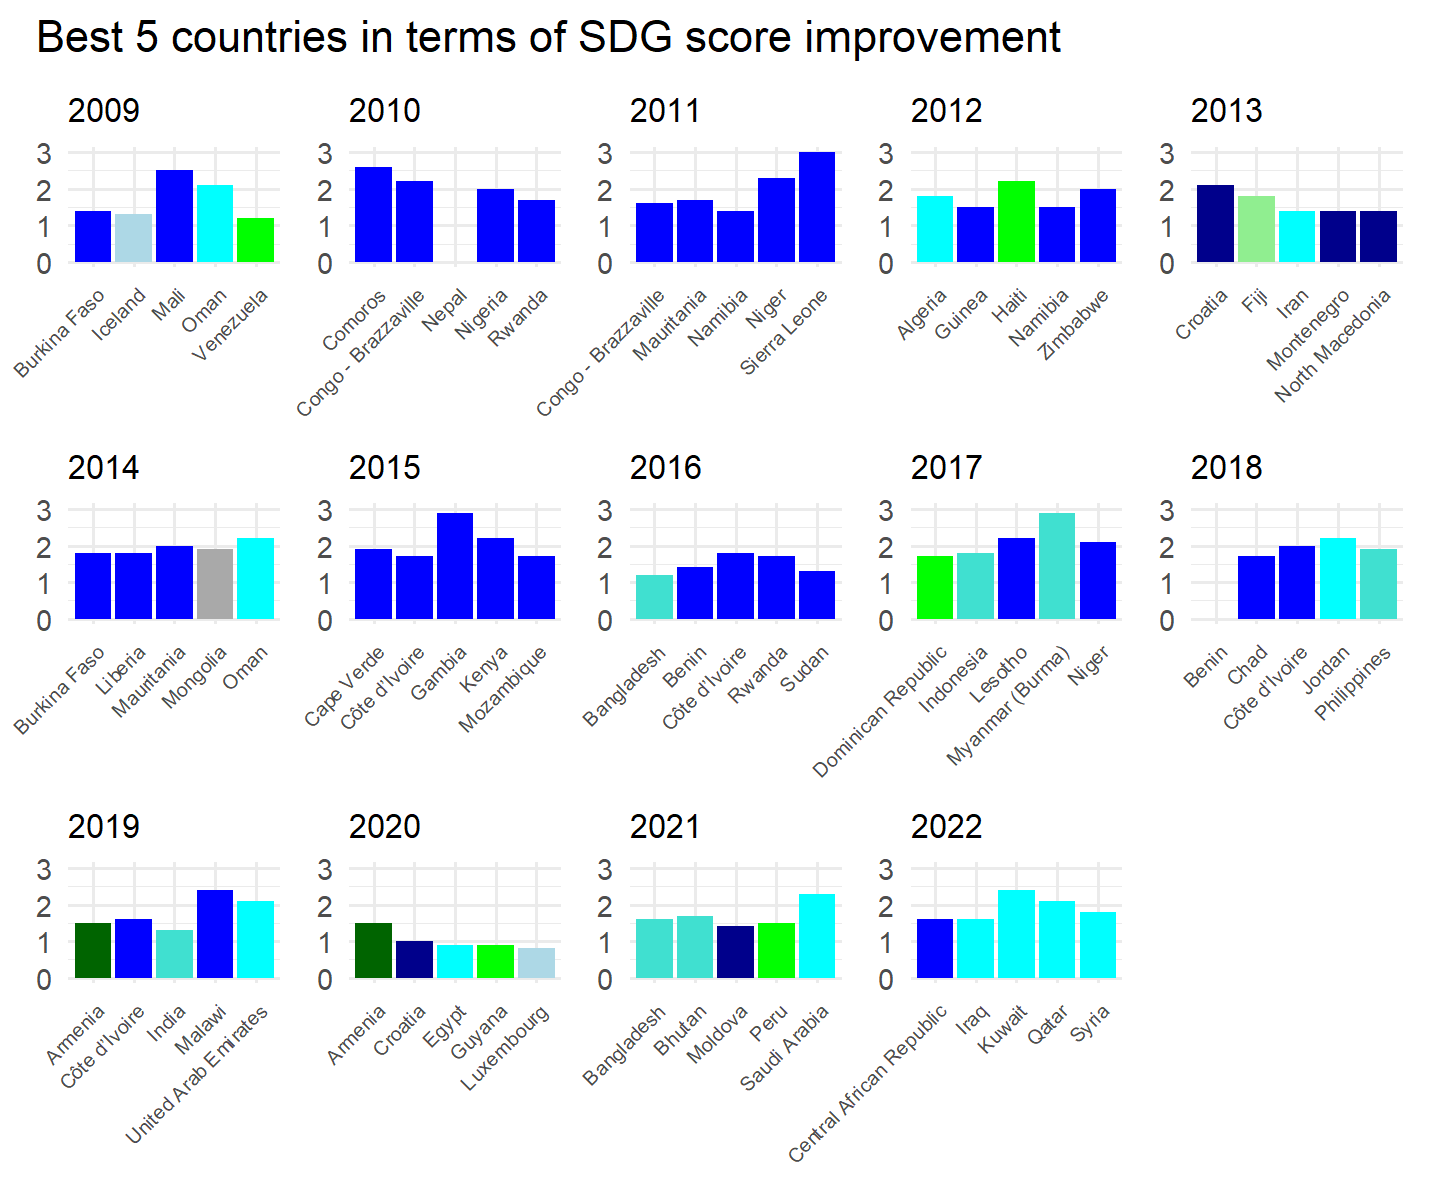 Best 5 countries in terms of SDG score improvement
2009
3
2
1
0
Burkina Faso
Iceland
Mali
Oman
Venezuela
2010
3
2
1
0
Comoros
Congo - Brazzaville
Nepal
Nigeria
Rwanda
2011
3
2
1
0
Congo - Brazzaville
Mauritania
Namibia
Niger
Sierra Leone
2012
3
2
1
0
Algeria
Guinea
Haiti
Namibia
Zimbabwe
2013
3
2
1
0
Croatia
Fiji
Iran
Montenegro
North Macedonia
2014
3
2
1
0
Burkina Faso
Liberia
Mauritania
Mongolia
Oman
2015
3
2
1
0
Cape Verde
Côte d'Ivoire
Gambia
Kenya
Mozambique
2016
3
2
1
0
Bangladesh
Benin
Côte d'Ivoire
Rwanda
Sudan
2017
3
2
1
0
Dominican Republic
Indonesia
Lesotho
Myanmar (Burma)
Niger
2018
3
2
1
0
Benin
Chad
Côte d'Ivoire
Jordan
Philippines
2019
3
2
1
0
Armenia
Côte d'Ivoire
India
Malawi
United Arab Emirates
2020
3
2
1
0
Armenia
Croatia
Egypt
Guyana
Luxembourg
2021
3
2
1
0
Bangladesh
Bhutan
Moldova
Peru
Saudi Arabia
2022
3
2
1
0
Central African Republic
Iraq
Kuwait
Qatar
Syria